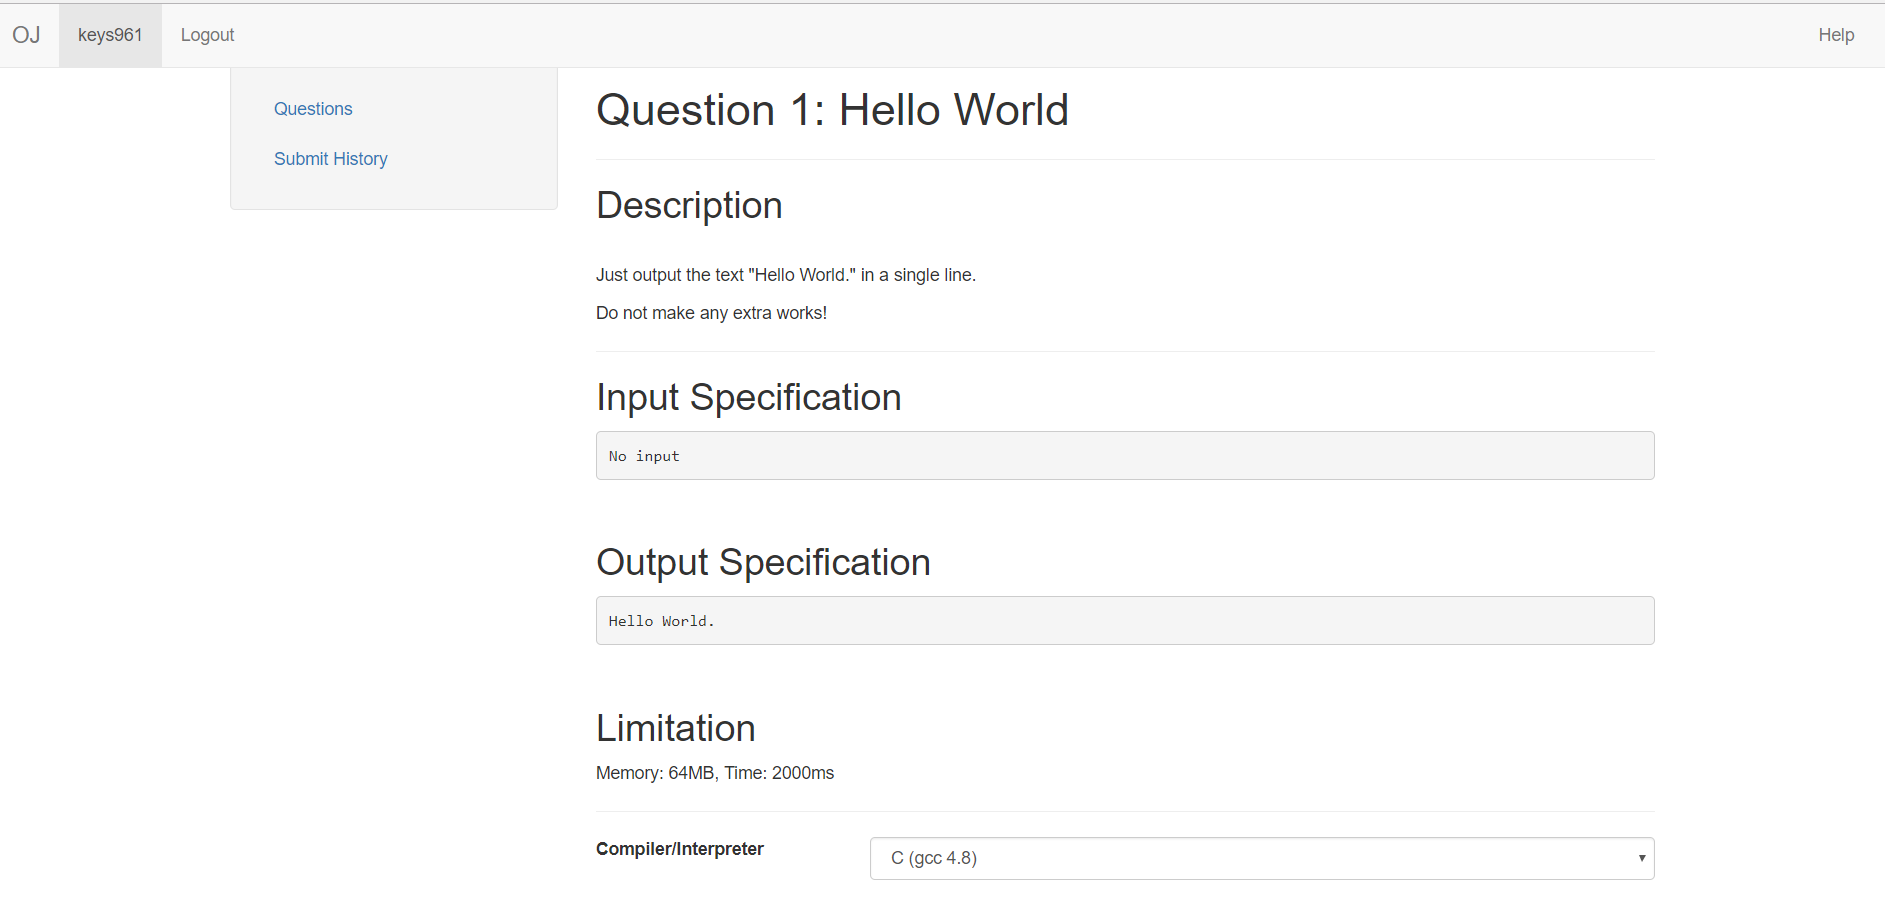 OJ keys961 Logout Help
Questions
Submit History
Question 1: Hello World
Description
Just output the text "Hello World." in a single line.
Do not make any extra works!
Input Specification
No input
Output Specification
Hello World.
Limitation
Memory: 64MB, Time: 2000ms
Compiler/Interpreter C (gcc 4.8)